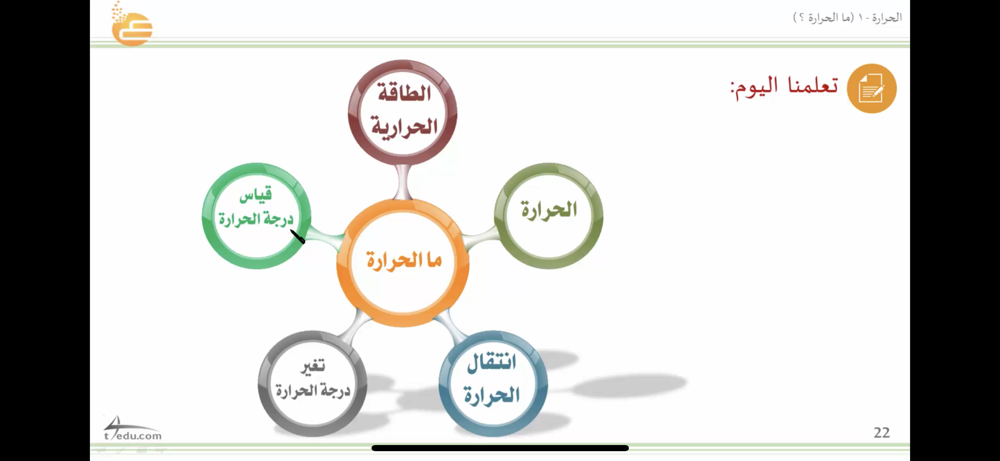 الحرارة - ١ (ما الحرارة ؟)
تعلمنا اليوم:
الطاقة
الحرارية
الحرارة
قياس
درجة الحرارة
ما الحرارة
انتقال
الحرارة
تغير
درجة الحرارة
t4edu.com
22